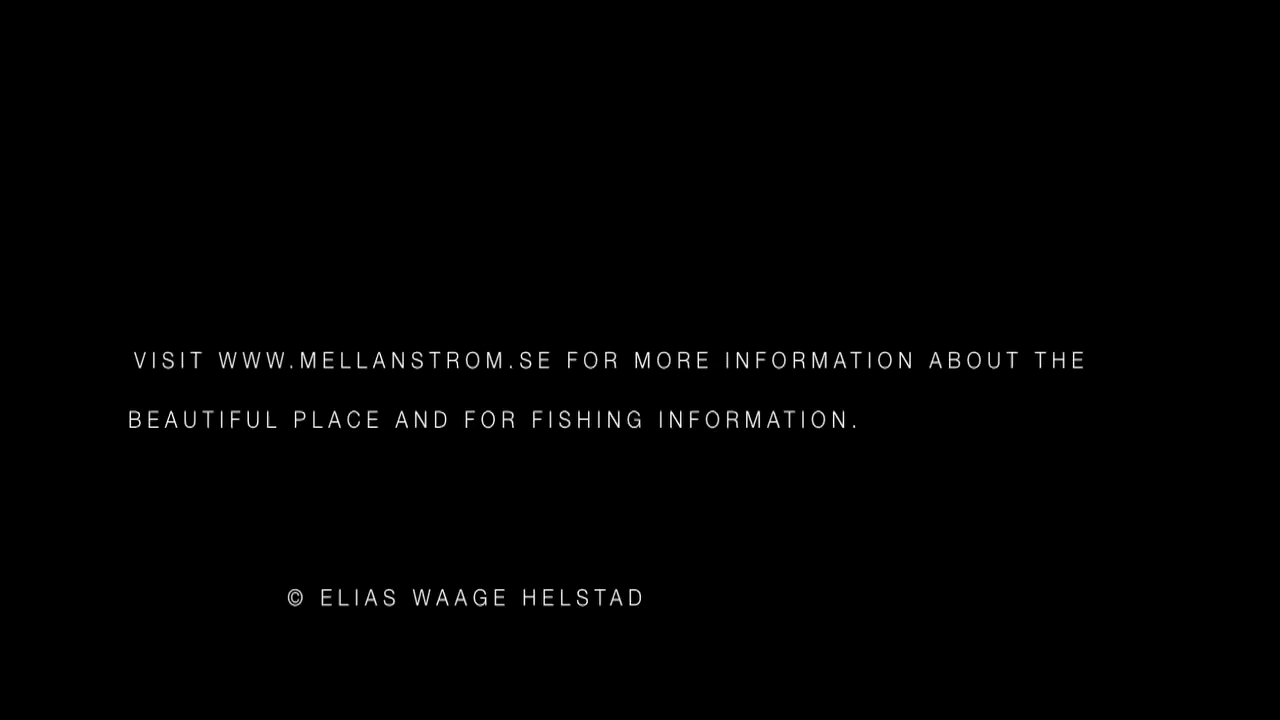 VISIT WWW.MELLANSTROM.SE FOR MORE INFORMATION ABOUT THE
BEAUTIFUL PLACE AND FOR FISHING INFORMATION.
© ELIAS WAAGE HELSTAD